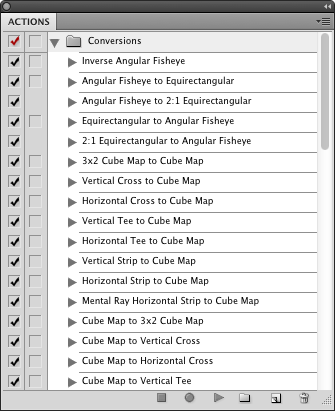 ACTIONS
Conversions
Inverse Angular Fisheye
Angular Fisheye to Equirectangular
Angular Fisheye to 2:1 Equirectangular
Equirectangular to Angular Fisheye
2:1 Equirectangular to Angular Fisheye
3x2 Cube Map to Cube Map
Vertical Cross to Cube Map
Horizontal Cross to Cube Map
Vertical Tee to Cube Map
Horizontal Tee to Cube Map
Vertical Strip to Cube Map
Horizontal Strip to Cube Map
Mental Ray Horizontal Strip to Cube Map
Cube Map to 3x2 Cube Map
Cube Map to Vertical Cross
Cube Map to Horizontal Cross
Cube Map to Vertical Tee